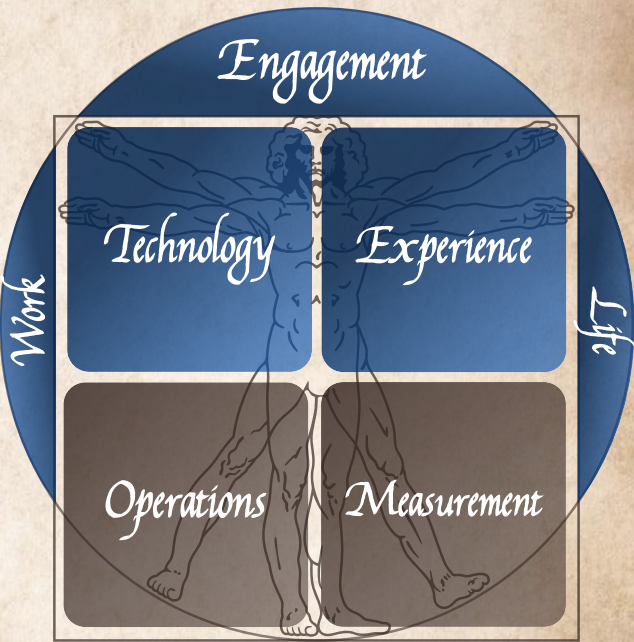 Engagement
Technology
Experience
Work
Life
Operations
Measurement